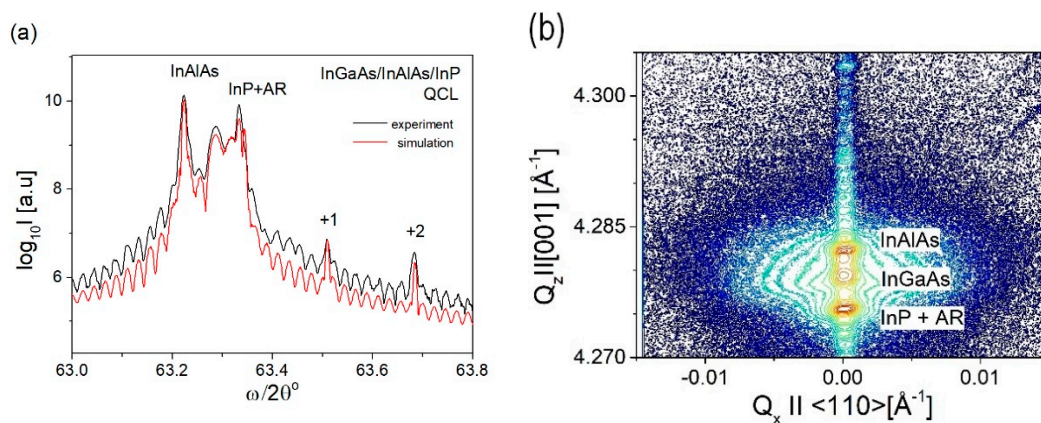 (a)
InAlAs
InP+AR
InGaAs/InAlAs/InP
QCL
experiment
simulation
+1
+2
log₁₀I [a.u]
10
8
6
63.0 63.2 63.4 63.6 63.8
ω/2θ°
(b)
4.300
4.285
4.270
Q_z II[001] [Å⁻¹]
InAlAs
InGaAs
InP + AR
-0.01 0.00 0.01
Qₓ II <110>[Å⁻¹]